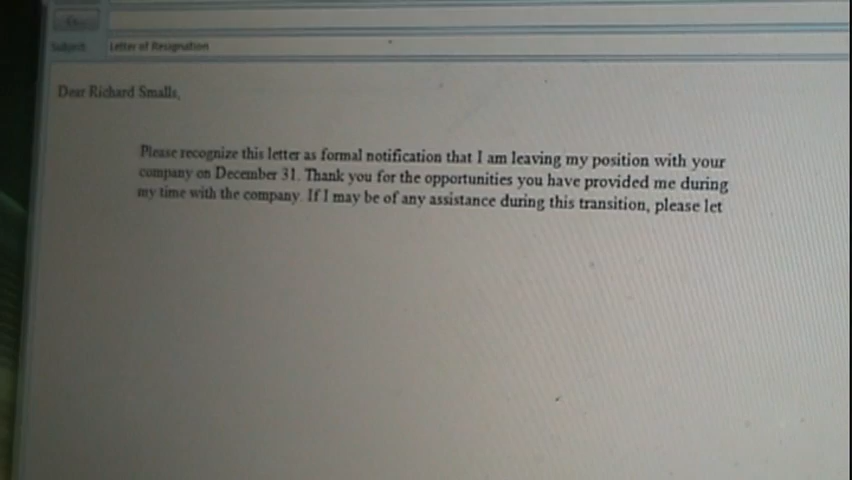 Cc...
Subject: Letter of Resignation
Dear Richard Smalls,
Please recognize this letter as formal notification that I am leaving my position with your
company on December 31. Thank you for the opportunities you have provided me during
my time with the company. If I may be of any assistance during this transition, please let